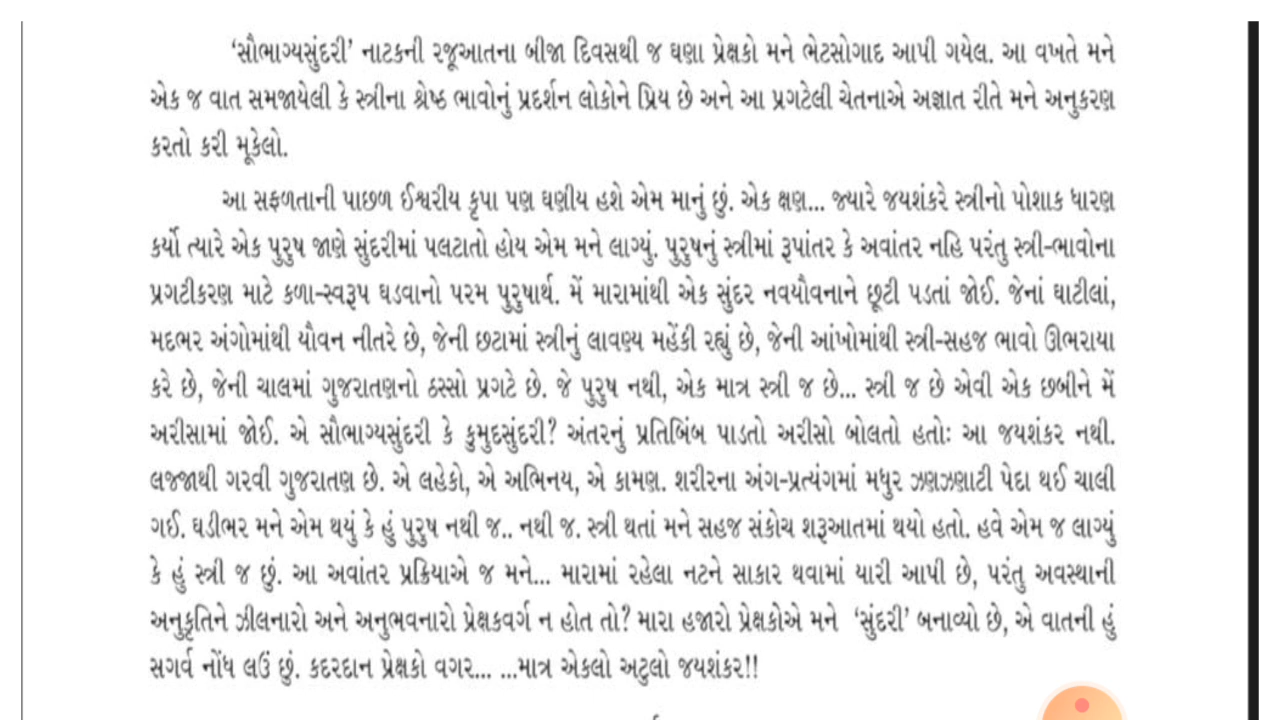 ‘સૌભાગ્યસુંદરી’ નાટકની રજૂઆતના બીજા દિવસથી જ ઘણા પ્રેક્ષકો મને ભેટસોગાદ આપી ગયેલ. આ વખતે મને
એક જ વાત સમજાયેલી કે સ્ત્રીના શ્રેષ્ઠ ભાવોનું પ્રદર્શન લોકોને પ્રિય છે અને આ પ્રગટેલી ચેતનાએ અજ્ઞાત રીતે મને અનુકરણ
કરતો કરી મૂકેલો.
આ સફળતાની પાછળ ઈશ્વરીય કૃપા પણ ઘણીય હશે એમ માનું છું. એક ક્ષણ... જ્યારે જયશંકરે સ્ત્રીનો પોશાક ધારણ
કર્યો ત્યારે એક પુરુષ જાણે સુંદરીમાં પલટાતો હોય એમ મને લાગ્યું. પુરુષનું સ્ત્રીમાં રૂપાંતર કે અવાંતર નહિ પરંતુ સ્ત્રી-ભાવોના
પ્રગટીકરણ માટે કળા-સ્વરૂપ ઘડવાનો પરમ પુરુષાર્થ. મેં મારામાંથી એક સુંદર નવયૌવનાને છૂટી પડતાં જોઈ. જેનાં ઘાટીલાં,
મદભર અંગોમાંથી યૌવન નીતરે છે, જેની છટામાં સ્ત્રીનું લાવણ્ય મહેંકી રહ્યું છે, જેની આંખોમાંથી સ્ત્રી-સહજ ભાવો ઊભરાયા
કરે છે, જેની ચાલમાં ગુજરાતણનો ઠસ્સો પ્રગટે છે. જે પુરુષ નથી, એક માત્ર સ્ત્રી જ છે... સ્ત્રી જ છે એવી એક છબીને મેં
અરીસામાં જોઈ. એ સૌભાગ્યસુંદરી કે કુમુદસુંદરી? અંતરનું પ્રતિબિંબ પાડતો અરીસો બોલતો હતોઃ આ જયશંકર નથી.
લજ્જાથી ગરવી ગુજરાતણ છે. એ લહેકો, એ અભિનય, એ કામણ. શરીરના અંગ-પ્રત્યંગમાં મધુર ઝણઝણાટી પેદા થઈ ચાલી
ગઈ. ઘડીભર મને એમ થયું કે હું પુરુષ નથી જ.. નથી જ. સ્ત્રી થતાં મને સહજ સંકોચ શરૂઆતમાં થયો હતો. હવે એમ જ લાગ્યું
કે હું સ્ત્રી જ છું. આ અવાંતર પ્રક્રિયાએ જ મને... મારામાં રહેલા નટને સાકાર થવામાં યારી આપી છે, પરંતુ અવસ્થાની
અનુકૃતિને ઝીલનારો અને અનુભવનારો પ્રેક્ષકવર્ગ ન હોત તો? મારા હજારો પ્રેક્ષકોએ મને ‘સુંદરી’ બનાવ્યો છે, એ વાતની હું
સગર્વ નોંધ લઉં છું. કદરદાન પ્રેક્ષકો વગર... ...માત્ર એકલો અટુલો જયશંકર!!